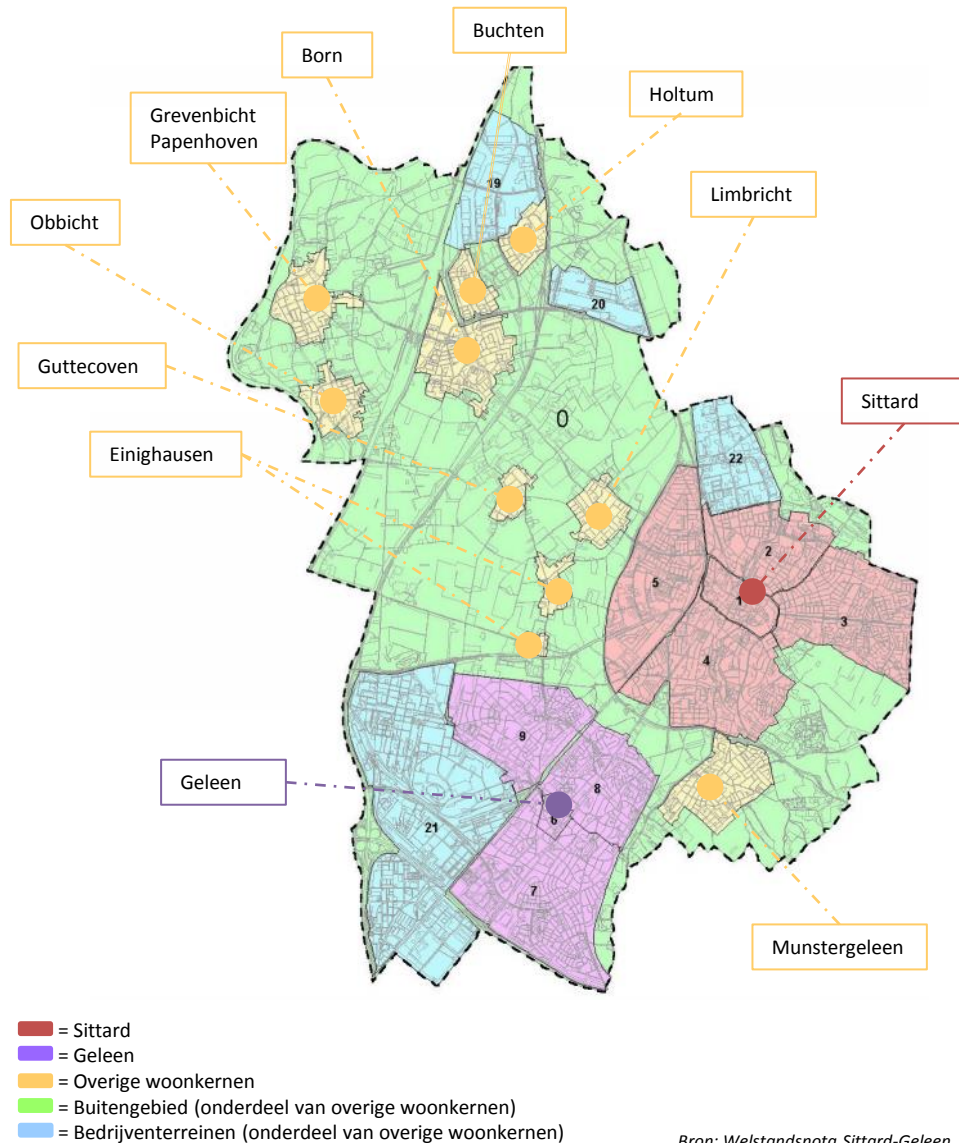 Buchten
Born
Holtum
Grevenbicht
Papenhoven
Limbricht
Obbicht
Guttecoven
Einighausen
Sittard
Geleen
Munstergeleen
19
20
0
22
2
5
1
3
4
9
8
6
21
7
= Sittard
= Geleen
= Overige woonkernen
= Buitengebied (onderdeel van overige woonkernen)
= Bedrijventerreinen (onderdeel van overige woonkernen)
Bron: Welstandsnota Sittard-Geleen